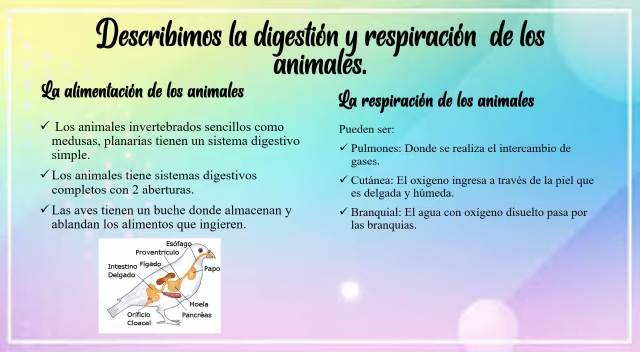 Describimos la digestión y respiración de los
animales.
La alimentación de los animales
✓ Los animales invertebrados sencillos como
medusas, planarias tienen un sistema digestivo
simple.
✓ Los animales tiene sistemas digestivos
completos con 2 aberturas.
✓ Las aves tienen un buche donde almacenan y
ablandan los alimentos que ingieren.
Esófago
Proventrículo
Intestino
Delgado
Hígado
Papo
Moela
Orifício
Cloacal
Pancrêas
La respiración de los animales
Pueden ser:
✓ Pulmones: Donde se realiza el intercambio de
gases.
✓ Cutánea: El oxigeno ingresa a través de la piel que
es delgada y húmeda.
✓ Branquial: El agua con oxígeno disuelto pasa por
las branquias.